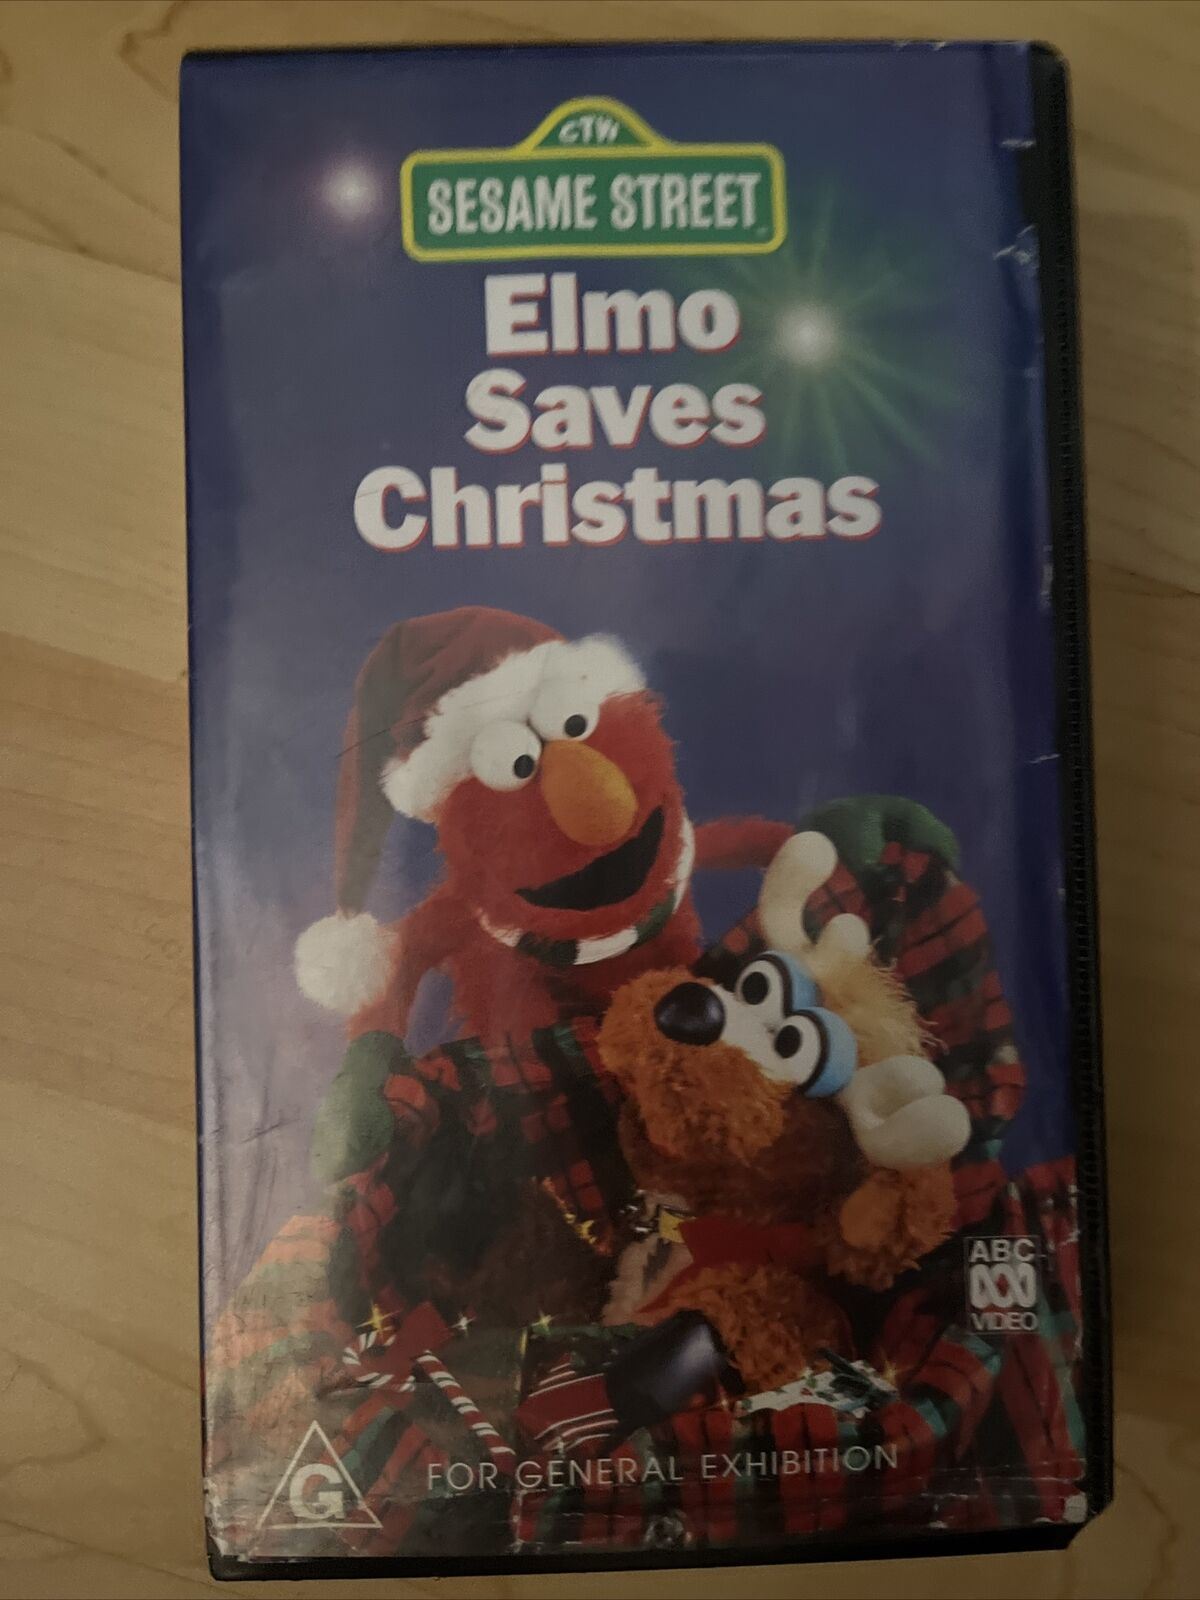 CTW
SESAME STREET
Elmo
Saves
Christmas
ABC
VIDEO
G
FOR GENERAL EXHIBITION